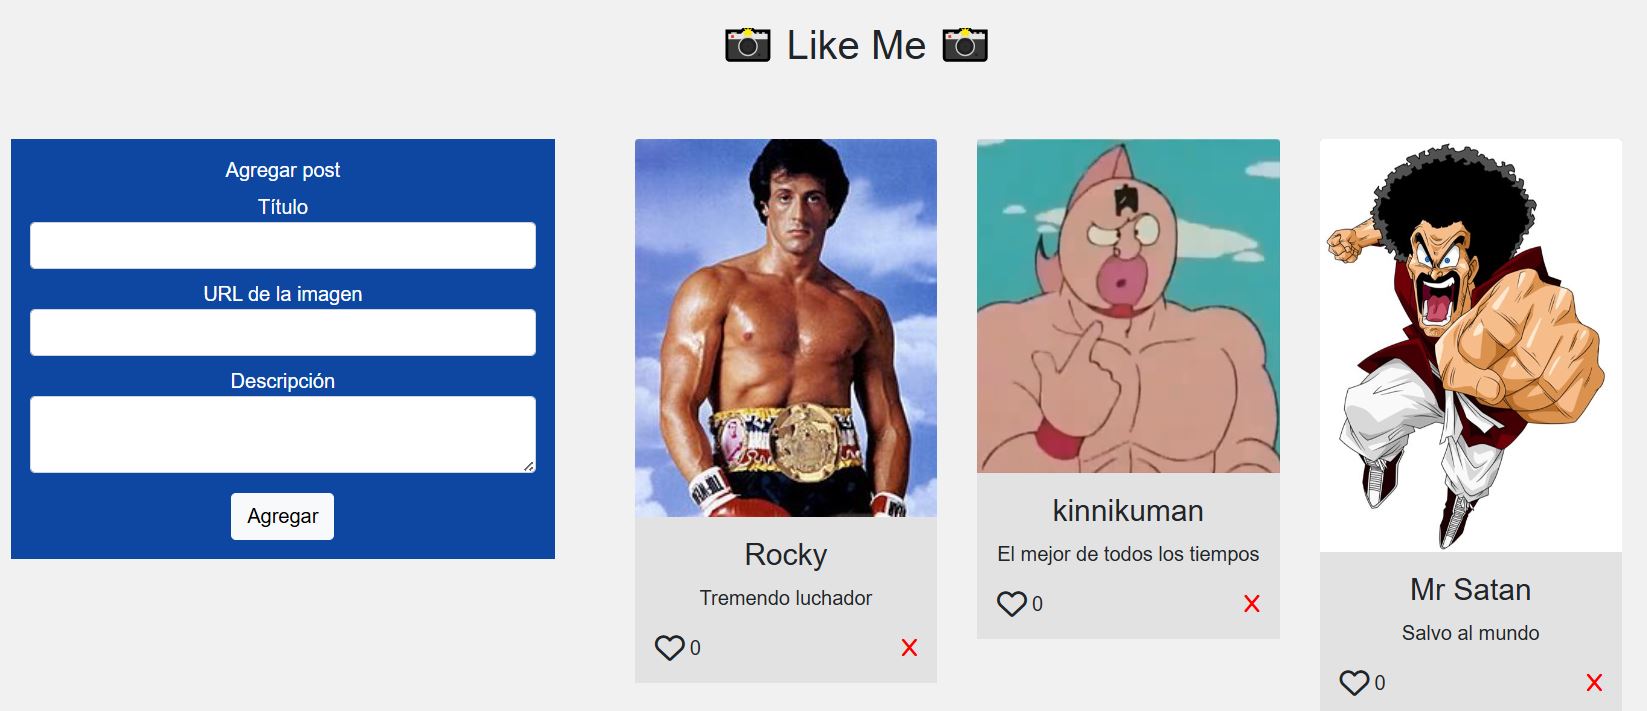 📷 Like Me 📷
Agregar post
Título
URL de la imagen
Descripción
Agregar
Rocky
Tremendo luchador
0
X
kinnikuman
El mejor de todos los tiempos
0
X
Mr Satan
Salvo al mundo
0
X